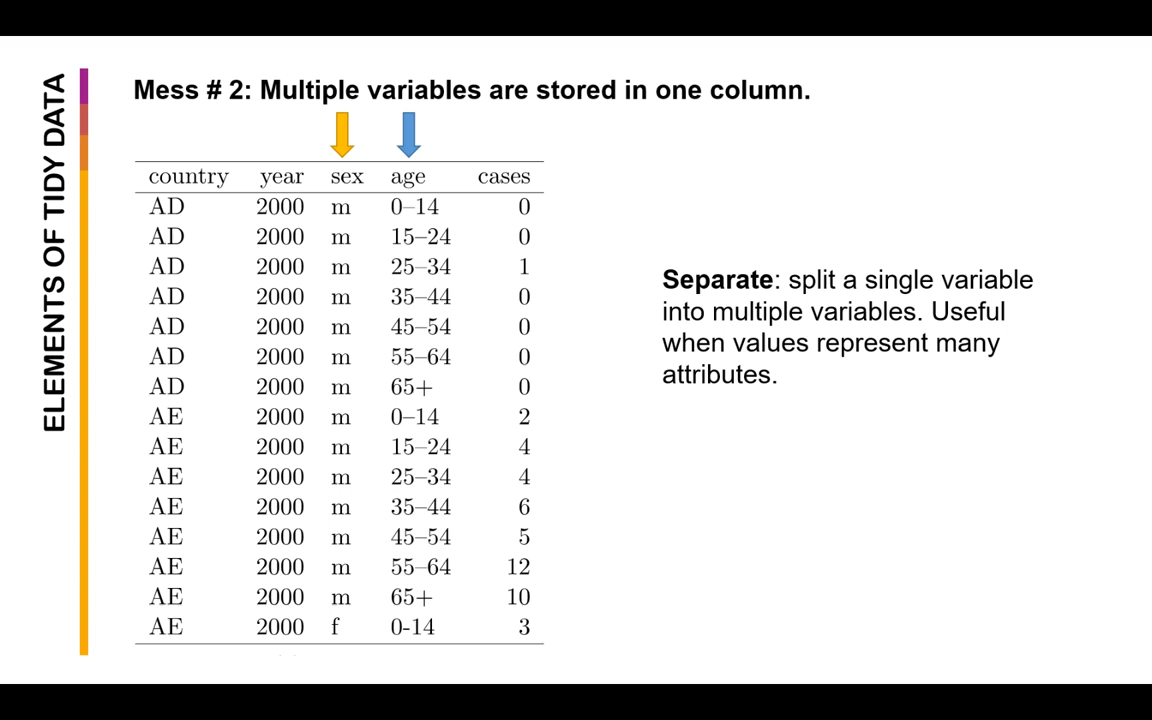 ELEMENTS OF TIDY DATA
Mess # 2: Multiple variables are stored in one column.
country year sex age cases
AD 2000 m 0–14 0
AD 2000 m 15–24 0
AD 2000 m 25–34 1
AD 2000 m 35–44 0
AD 2000 m 45–54 0
AD 2000 m 55–64 0
AD 2000 m 65+ 0
AE 2000 m 0–14 2
AE 2000 m 15–24 4
AE 2000 m 25–34 4
AE 2000 m 35–44 6
AE 2000 m 45–54 5
AE 2000 m 55–64 12
AE 2000 m 65+ 10
AE 2000 f 0-14 3
Separate: split a single variable
into multiple variables. Useful
when values represent many
attributes.